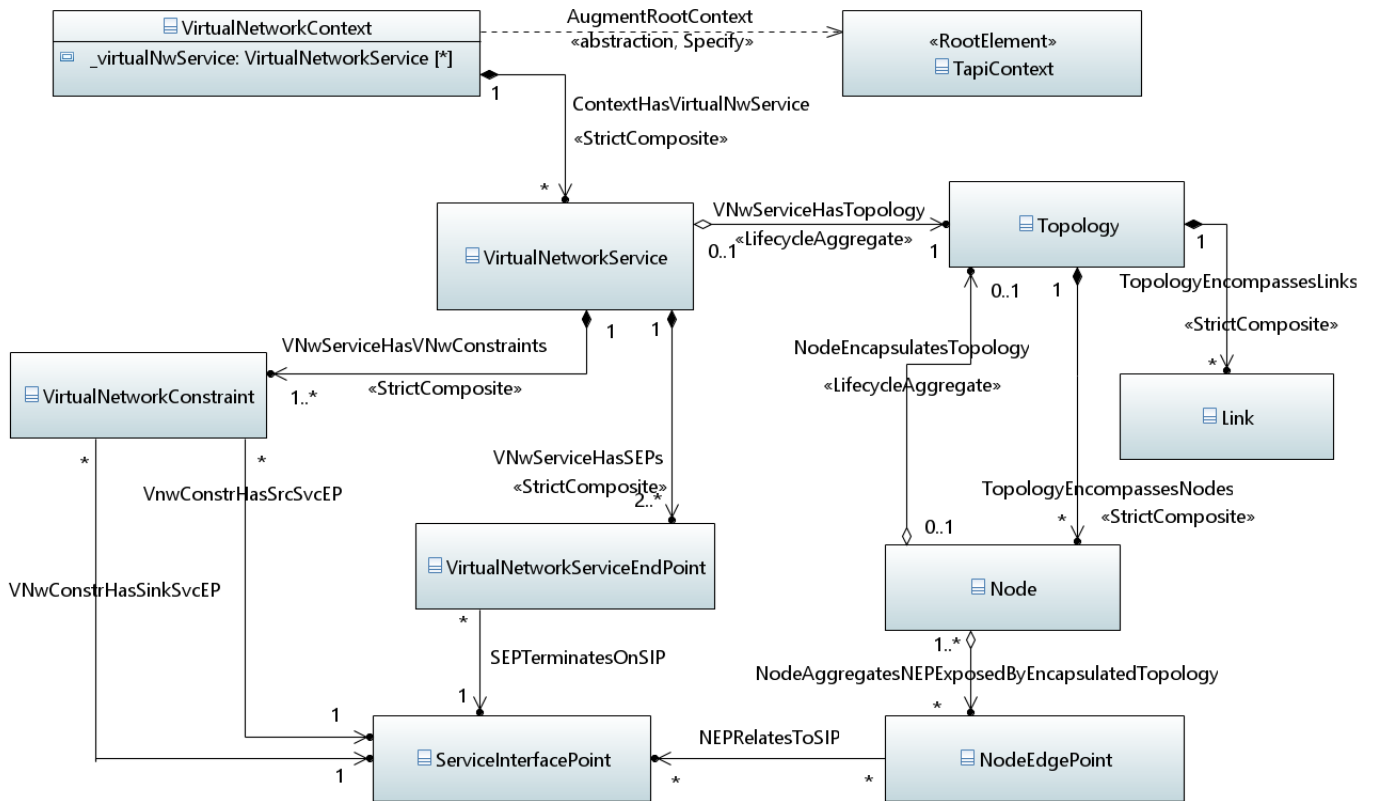 VirtualNetworkContext
_virtualNwService: VirtualNetworkService [*]
AugmentRootContext
«abstraction, Specify»
«RootElement»
TapiContext
1
ContextHasVirtualNwService
«StrictComposite»
*
VirtualNetworkService
VNwServiceHasTopology
«LifecycleAggregate»
0..1
1
Topology
1
TopologyEncompassesLinks
«StrictComposite»
*
Link
1
1
VNwServiceHasVNwConstraints
«StrictComposite»
1..*
VirtualNetworkConstraint
0..1
1
NodeEncapsulatesTopology
«LifecycleAggregate»
*
*
VnwConstrHasSrcSvcEP
VNwConstrHasSinkSvcEP
VNwServiceHasSEPs
«StrictComposite»
2..*
VirtualNetworkServiceEndPoint
TopologyEncompassesNodes
«StrictComposite»
*
0..1
Node
*
SEPTerminatesOnSIP
1
1..*
NodeAggregatesNEPExposedByEncapsulatedTopology
*
1
1
ServiceInterfacePoint
NEPRelatesToSIP
*
*
NodeEdgePoint